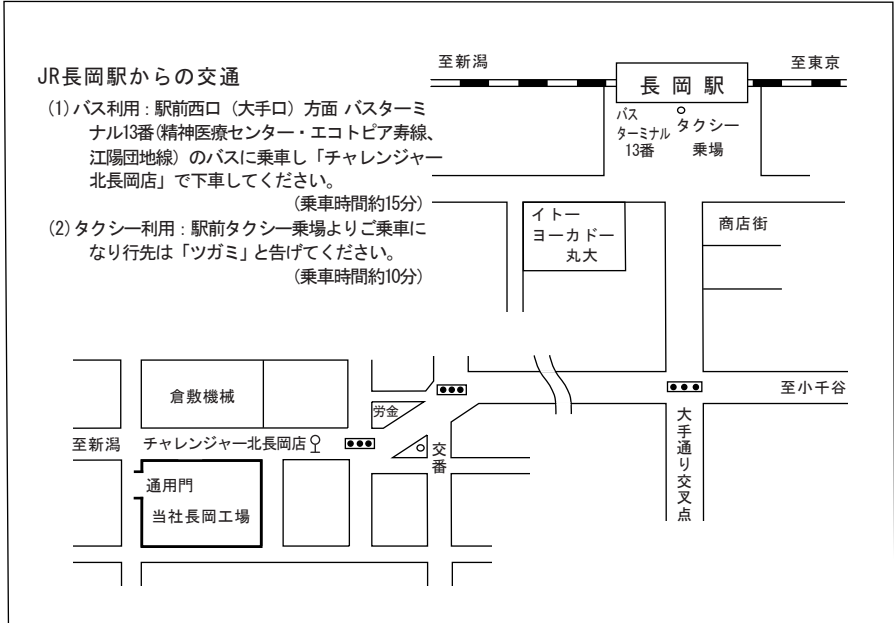 JR長岡駅からの交通
(1) バス利用：駅前西口（大手口）方面 バスターミ
ナル13番(精神医療センター・エコトピア寿線、
江陽団地線）のバスに乗車し「チャレンジャー
北長岡店」で下車してください。
（乗車時間約15分）
(2) タクシー利用：駅前タクシー乗場よりご乗車に
なり行先は「ツガミ」と告げてください。
（乗車時間約10分）
至新潟
長岡駅
至東京
バス
ターミナル
13番
タクシー
乗場
イトー
ヨーカドー
丸大
商店街
至小千谷
大手通り交叉点
倉敷機械
労金
至新潟
チャレンジャー北長岡店
交番
通用門
当社長岡工場